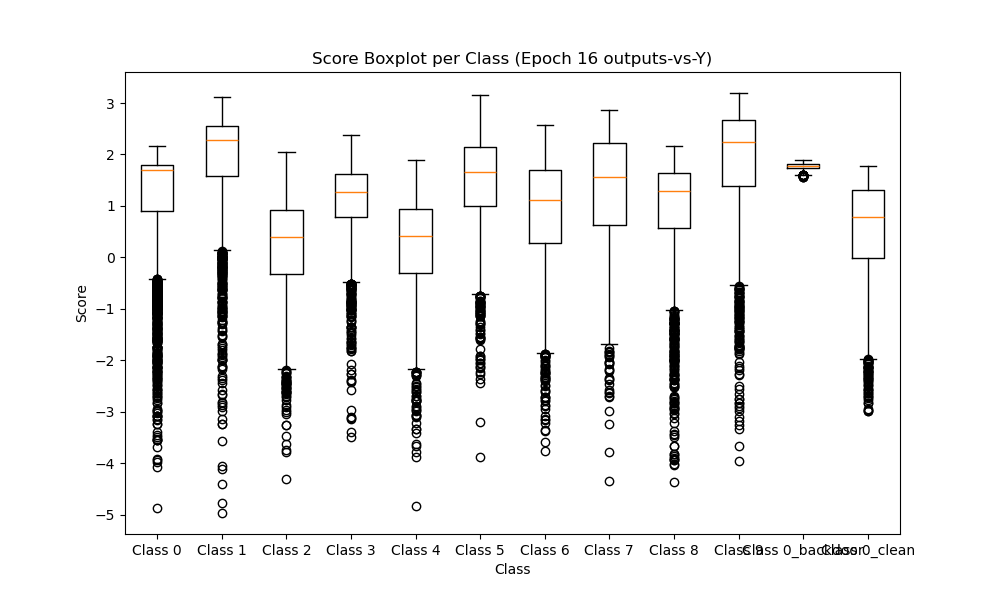 Score Boxplot per Class (Epoch 16 outputs-vs-Y)
3
2
1
0
−1
−2
−3
−4
−5
Score
Class 0 Class 1 Class 2 Class 3 Class 4 Class 5 Class 6 Class 7 Class 8 Class 9 Class 0_backdoor Class 0_clean
Class